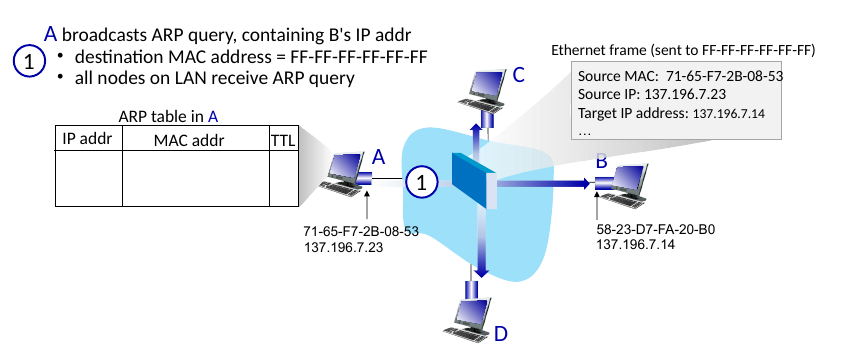 A broadcasts ARP query, containing B's IP addr
1
• destination MAC address = FF-FF-FF-FF-FF-FF
• all nodes on LAN receive ARP query
Ethernet frame (sent to FF-FF-FF-FF-FF-FF)
Source MAC: 71-65-F7-2B-08-53
Source IP: 137.196.7.23
Target IP address: 137.196.7.14
…
C
ARP table in A
IP addr MAC addr TTL
A
1
B
71-65-F7-2B-08-53
137.196.7.23
58-23-D7-FA-20-B0
137.196.7.14
D